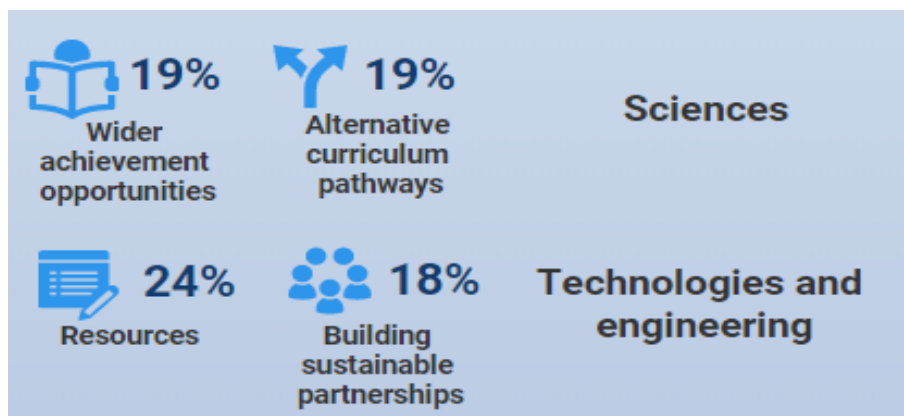 19%
Wider
achievement
opportunities
19%
Alternative
curriculum
pathways
Sciences
24%
Resources
18%
Building
sustainable
partnerships
Technologies and
engineering